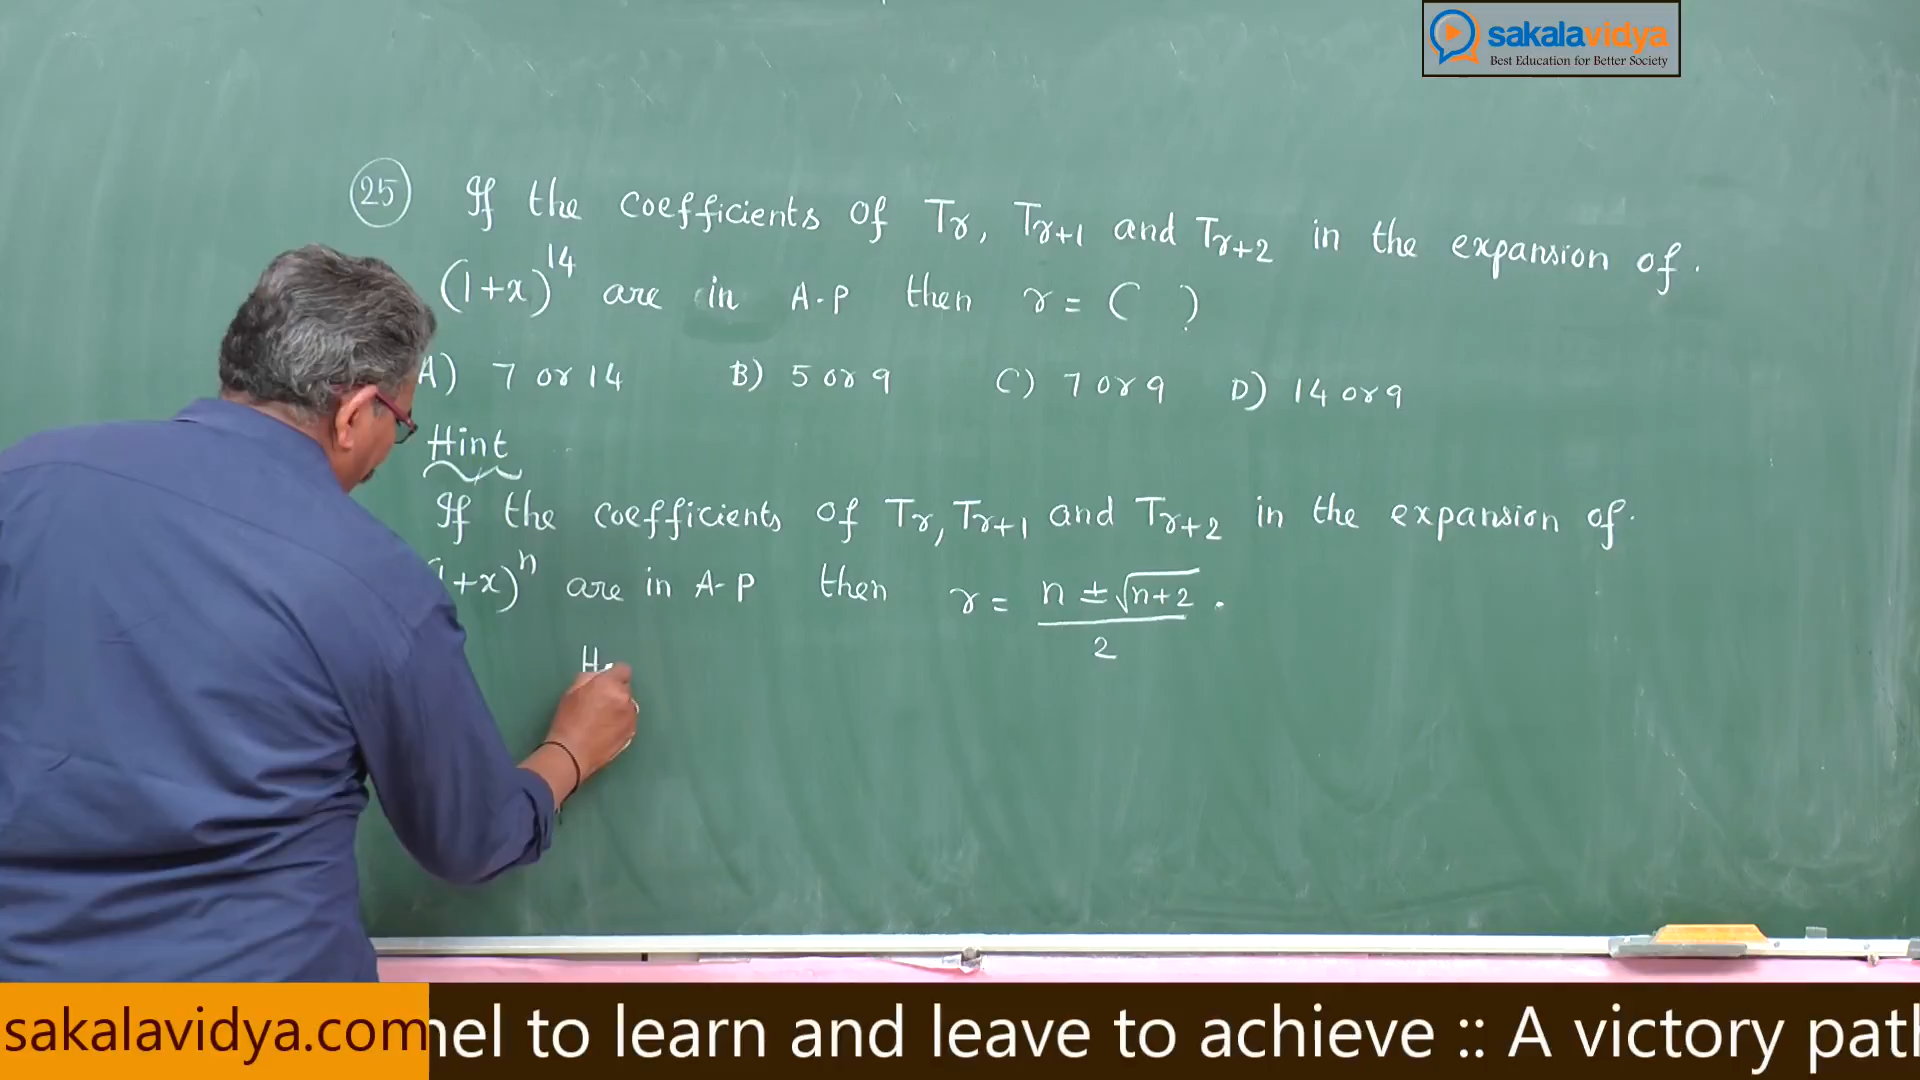 sakalavidya
Best Education for Better Society
25 If the coefficients of Tr, Tr+1 and Tr+2 in the expansion of.
(1+x)^14 are in A.P then r = ( )
A) 7 or 14 B) 5 or 9 C) 7 or 9 D) 14 or 9
Hint
If the coefficients of Tr, Tr+1 and Tr+2 in the expansion of.
1+x)^n are in A-P then r = n ± √n+2 .
2
H
sakalavidya.com nel to learn and leave to achieve :: A victory path